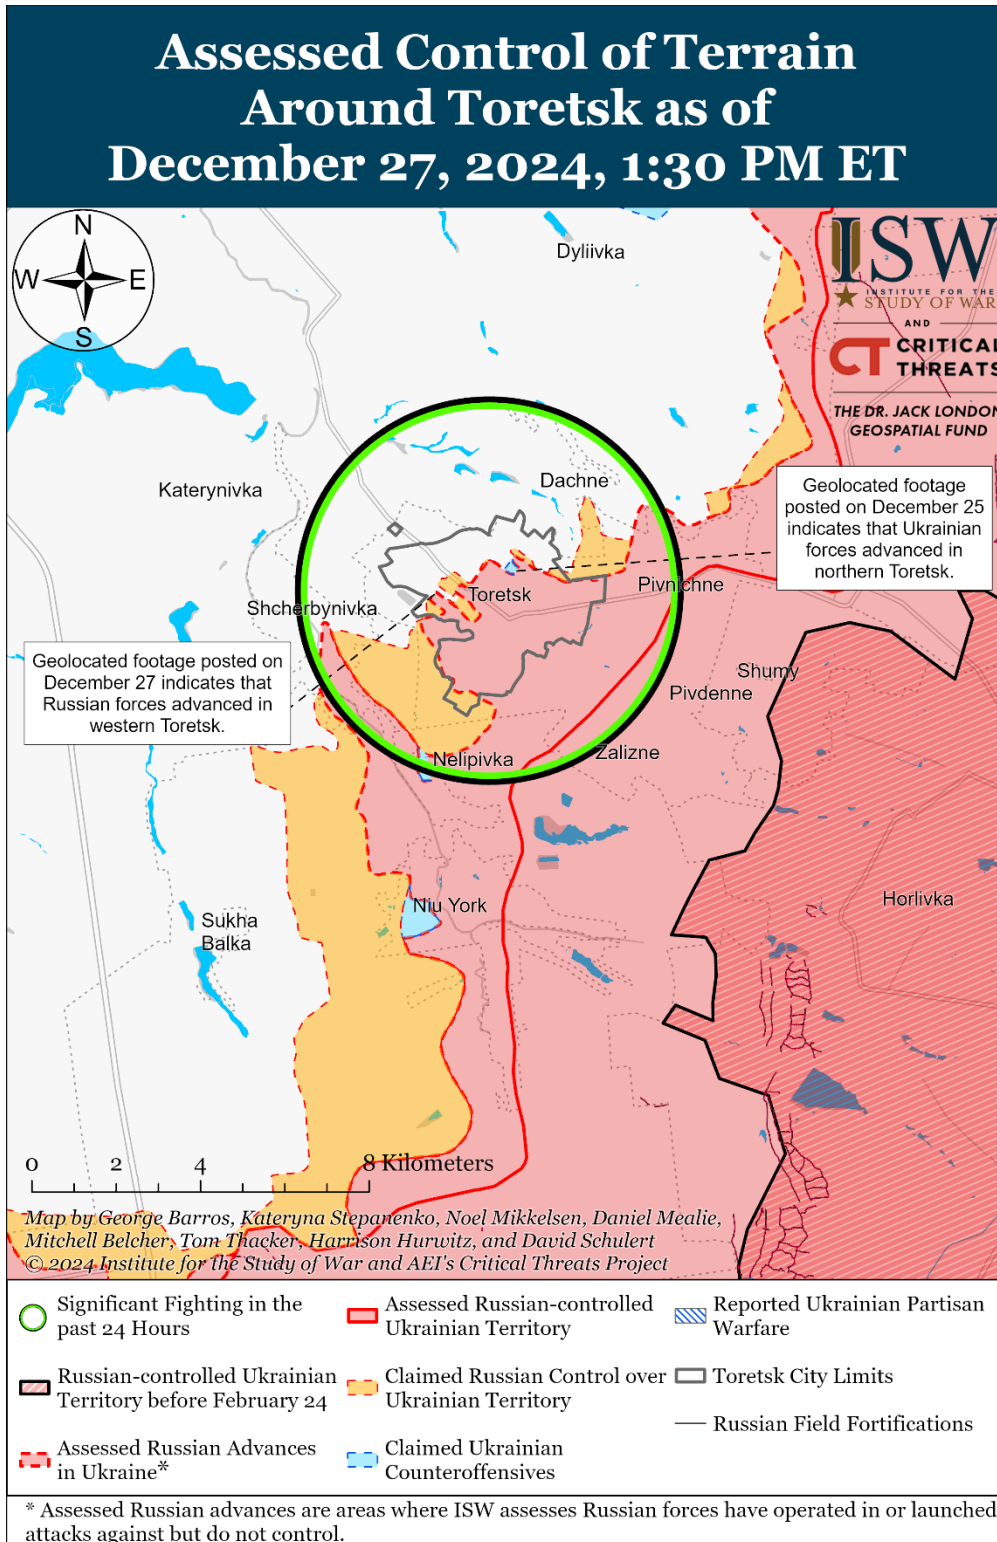 Assessed Control of Terrain
Around Toretsk as of
December 27, 2024, 1:30 PM ET
N
W
E
S
Dyliivka
ISW
INSTITUTE FOR THE
STUDY OF WAR
AND
CT CRITICAL
THREATS
THE DR. JACK LONDON
GEOSPATIAL FUND
Katerynivka
Dachne
Geolocated footage
posted on December 25
indicates that Ukrainian
forces advanced in
northern Toretsk.
Shcherbynivka
Toretsk
Pivnichne
Geolocated footage posted on
December 27 indicates that
Russian forces advanced in
western Toretsk.
Shumy
Pivdenne
Nelipivka
Zalizne
Niu York
Horlivka
Sukha
Balka
0 2 4 8 Kilometers
Map by George Barros, Kateryna Stepanenko, Noel Mikkelsen, Daniel Mealie,
Mitchell Belcher, Tom Thacker, Harrison Hurwitz, and David Schulert
© 2024 Institute for the Study of War and AEI's Critical Threats Project
Significant Fighting in the
past 24 Hours
Russian-controlled Ukrainian
Territory before February 24
Assessed Russian Advances
in Ukraine*
Assessed Russian-controlled
Ukrainian Territory
Claimed Russian Control over
Ukrainian Territory
Claimed Ukrainian
Counteroffensives
Reported Ukrainian Partisan
Warfare
Toretsk City Limits
Russian Field Fortifications
* Assessed Russian advances are areas where ISW assesses Russian forces have operated in or launched
attacks against but do not control.